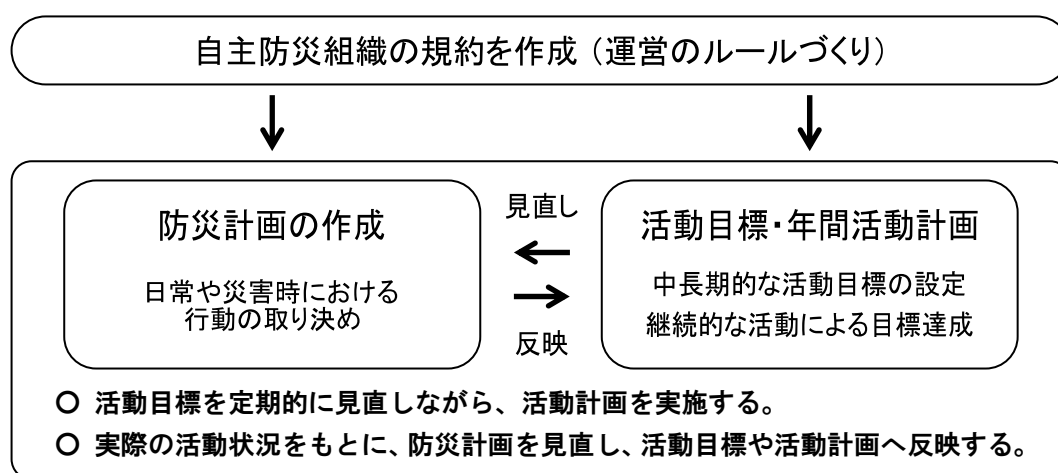 自主防災組織の規約を作成（運営のルールづくり）
防災計画の作成
日常や災害時における
行動の取り決め
見直し
反映
活動目標・年間活動計画
中長期的な活動目標の設定
継続的な活動による目標達成
○ 活動目標を定期的に見直しながら、活動計画を実施する。
○ 実際の活動状況をもとに、防災計画を見直し、活動目標や活動計画へ反映する。